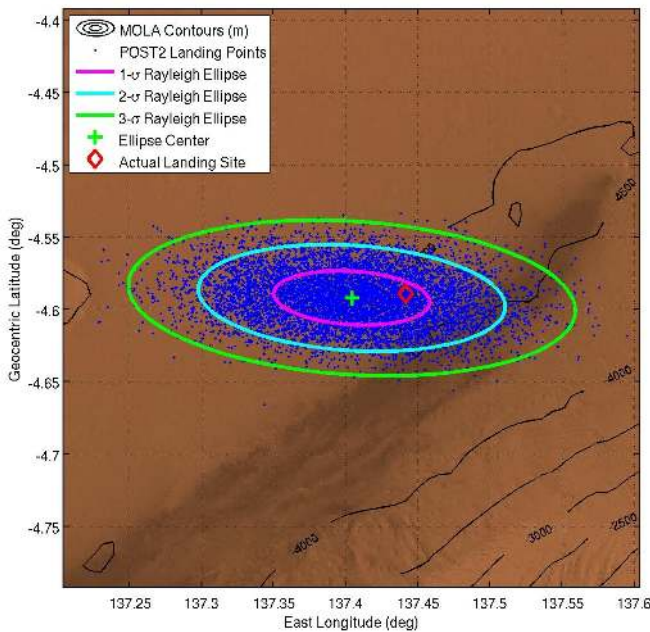 MOLA Contours (m)
POST2 Landing Points
1-σ Rayleigh Ellipse
2-σ Rayleigh Ellipse
3-σ Rayleigh Ellipse
Ellipse Center
Actual Landing Site
Geocentric Latitude (deg)
-4.4
-4.45
-4.5
-4.55
-4.6
-4.65
-4.7
-4.75
4500
-4000
-4000
3000
-2500
137.25
137.3
137.35
137.4
137.45
137.5
137.55
137.6
East Longitude (deg)